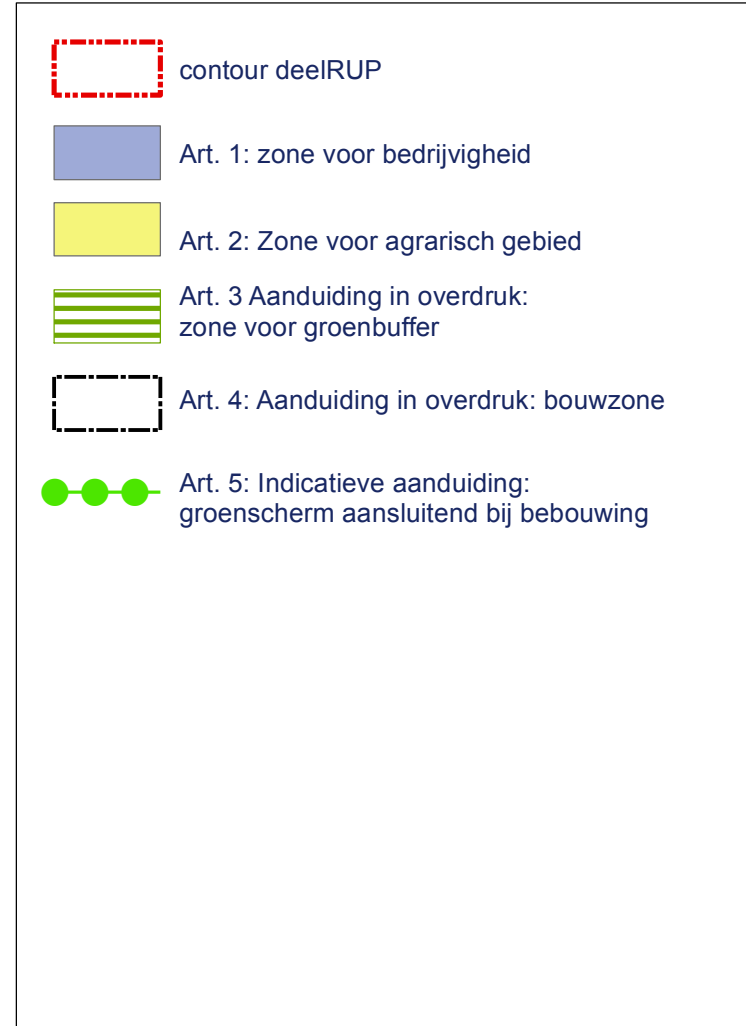 contour deelRUP
Art. 1: zone voor bedrijvigheid
Art. 2: Zone voor agrarisch gebied
Art. 3 Aanduiding in overdruk:
zone voor groenbuffer
Art. 4: Aanduiding in overdruk: bouwzone
Art. 5: Indicatieve aanduiding:
groenscherm aansluitend bij bebouwing